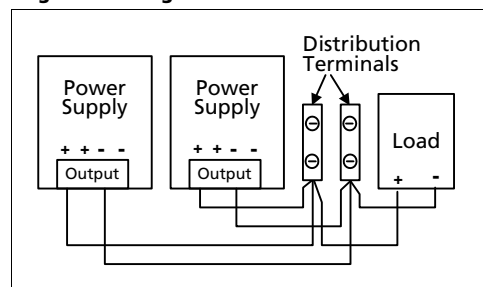 Distribution
Terminals
Power
Supply
+ + - -
Output
Power
Supply
+ + - -
Output
Load
+ -